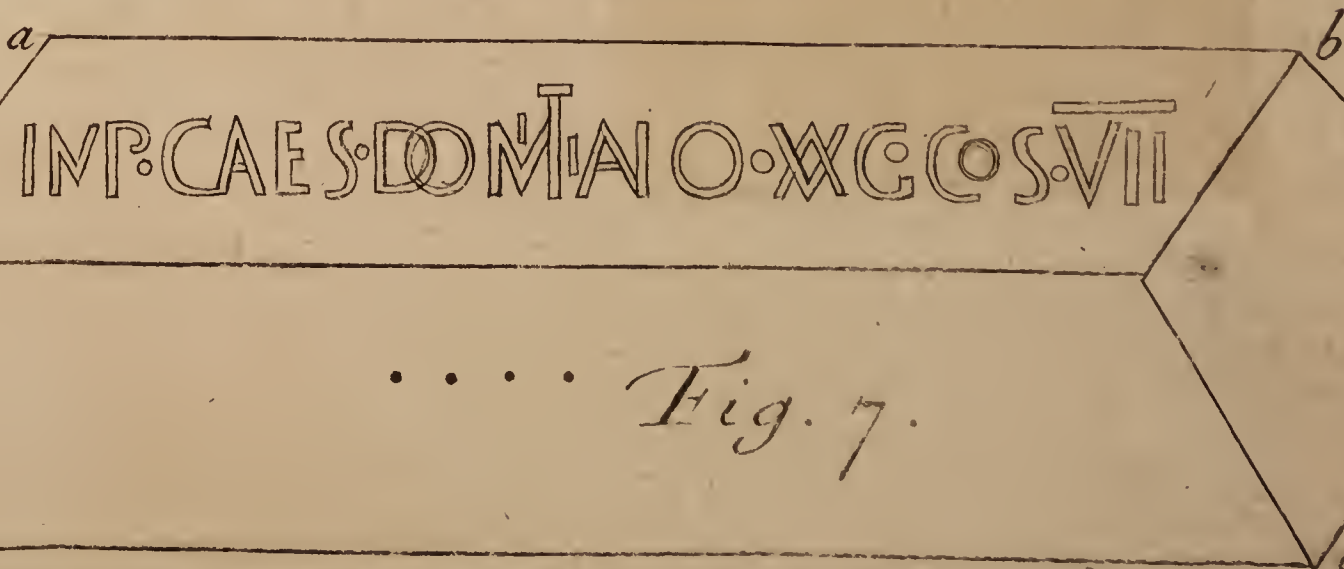 a b
IMP·CAES·DOMITIANO·AVG·COS·VII
. . . . Fig. 7.